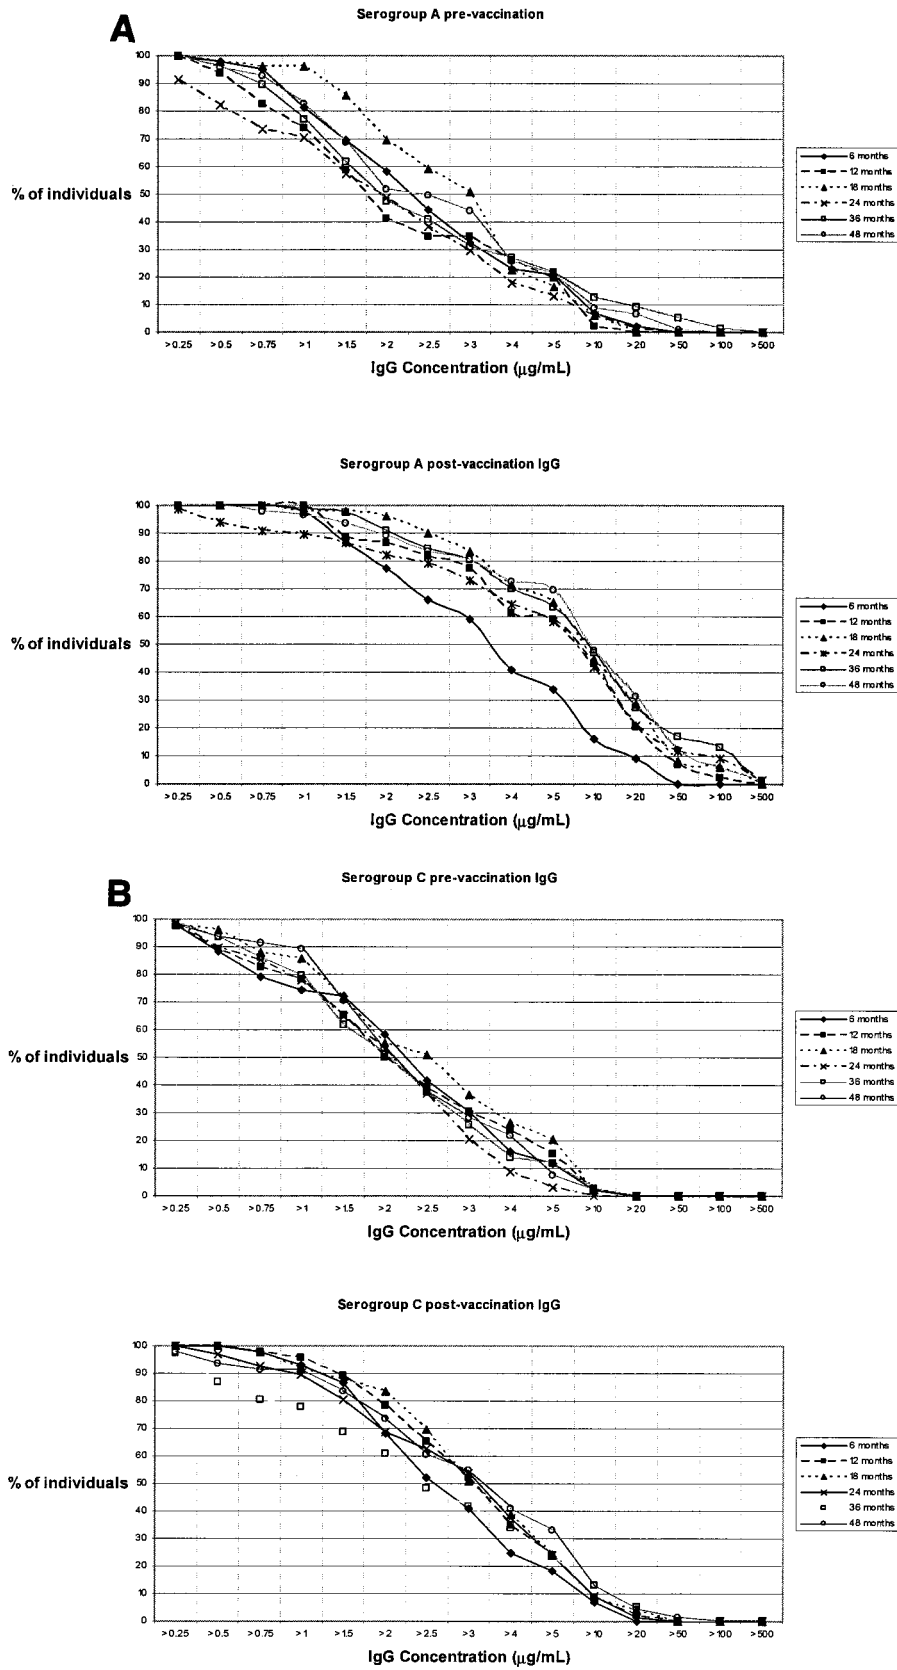 Serogroup A pre-vaccination
A
100
90
80
70
60
50
40
30
20
10
0
% of individuals
>0.25 >0.5 >0.75 >1 >1.5 >2 >2.5 >3 >4 >5 >10 >20 >50 >100 >500
IgG Concentration (μg/mL)
6 months
12 months
18 months
24 months
36 months
48 months
Serogroup A post-vaccination IgG
100
90
80
70
60
50
40
30
20
10
0
% of individuals
>0.25 >0.5 >0.75 >1 >1.5 >2 >2.5 >3 >4 >5 >10 >20 >50 >100 >500
IgG Concentration (μg/mL)
6 months
12 months
18 months
24 months
36 months
48 months
Serogroup C pre-vaccination IgG
B
100
90
80
70
60
50
40
30
20
10
0
% of individuals
>0.25 >0.5 >0.75 >1 >1.5 >2 >2.5 >3 >4 >5 >10 >20 >50 >100 >500
IgG Concentration (μg/mL)
6 months
12 months
18 months
24 months
36 months
48 months
Serogroup C post-vaccination IgG
100
90
80
70
60
50
40
30
20
10
0
% of individuals
>0.25 >0.5 >0.75 >1 >1.5 >2 >2.5 >3 >4 >5 >10 >20 >50 >100 >500
IgG Concentration (μg/mL)
6 months
12 months
18 months
24 months
36 months
48 months